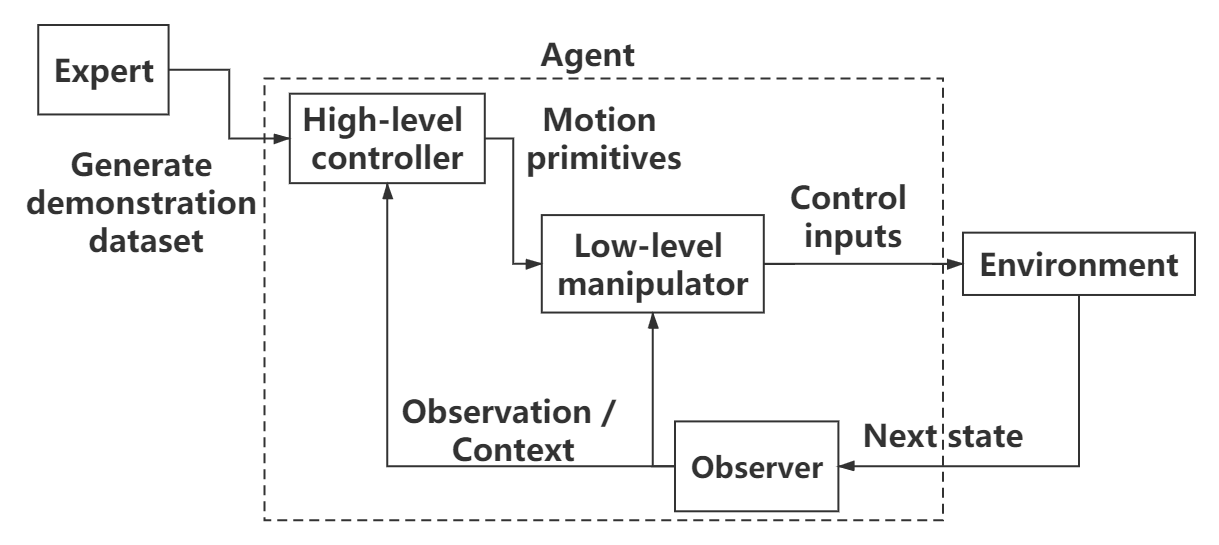 Agent
Expert
High-level
controller
Motion
primitives
Generate
demonstration
dataset
Control
inputs
Low-level
manipulator
Environment
Observation /
Context
Next state
Observer